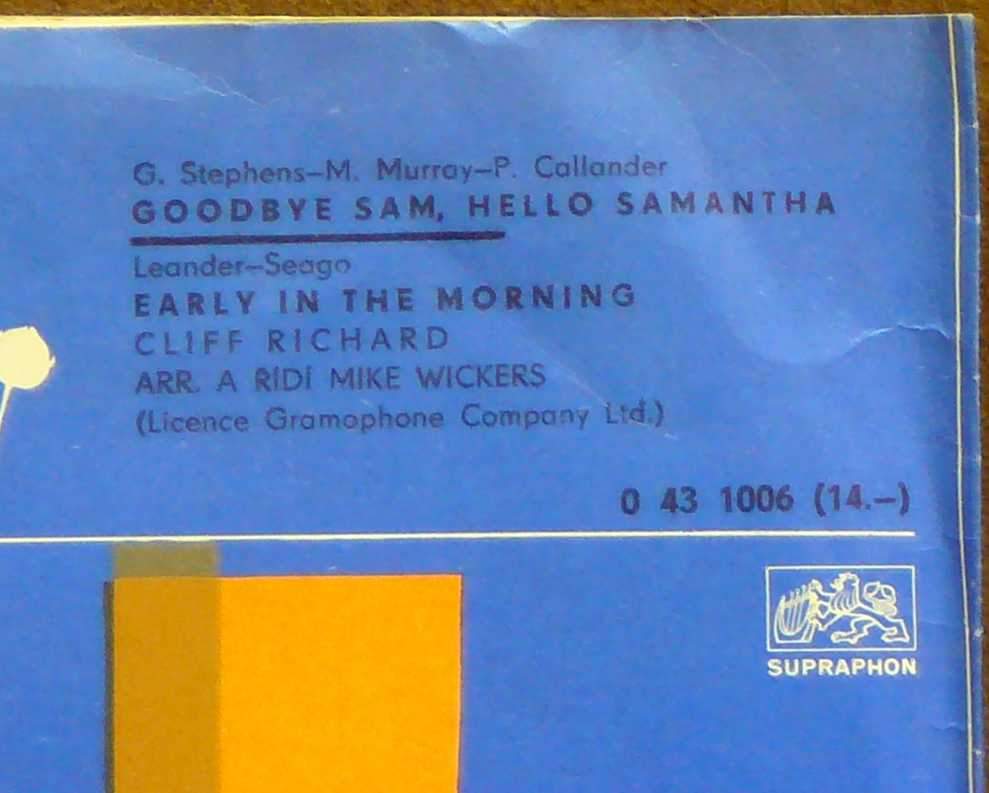 G. Stephens–M. Murray–P. Callander
GOODBYE SAM, HELLO SAMANTHA
Leander–Seago
EARLY IN THE MORNING
CLIFF RICHARD
ARR. A ŘÍDÍ MIKE WICKERS
(Licence Gramophone Company Ltd.)
0 43 1006 (14.–)
SUPRAPHON